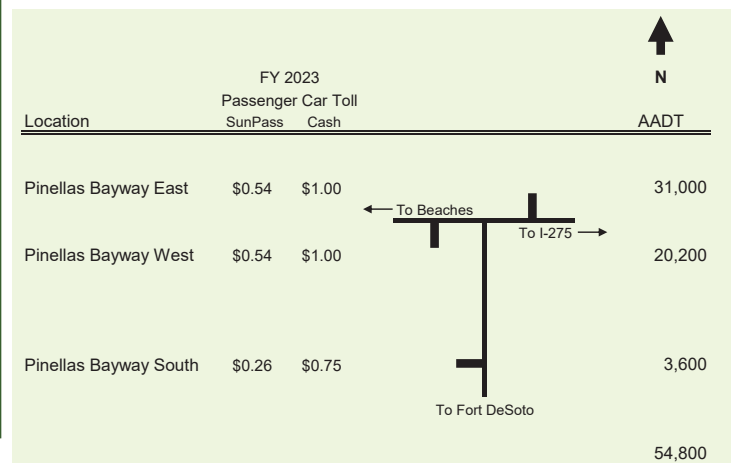 N
FY 2023
Passenger Car Toll
Location SunPass Cash AADT
Pinellas Bayway East $0.54 $1.00 31,000
To Beaches
To I-275
Pinellas Bayway West $0.54 $1.00 20,200
Pinellas Bayway South $0.26 $0.75 3,600
To Fort DeSoto
54,800